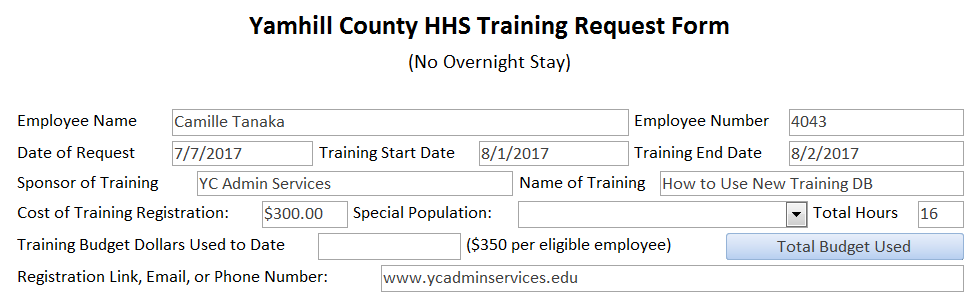 Yamhill County HHS Training Request Form
(No Overnight Stay)
Employee Name Camille Tanaka Employee Number 4043
Date of Request 7/7/2017 Training Start Date 8/1/2017 Training End Date 8/2/2017
Sponsor of Training YC Admin Services Name of Training How to Use New Training DB
Cost of Training Registration: $300.00 Special Population: Total Hours 16
Training Budget Dollars Used to Date ($350 per eligible employee) Total Budget Used
Registration Link, Email, or Phone Number: www.ycadminservices.edu